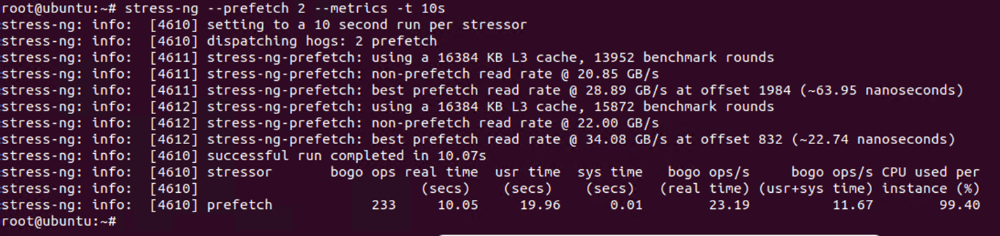 root@ubuntu:~# stress-ng --prefetch 2 --metrics -t 10s
stress-ng: info:  [4610] setting to a 10 second run per stressor
stress-ng: info:  [4610] dispatching hogs: 2 prefetch
stress-ng: info:  [4611] stress-ng-prefetch: using a 16384 KB L3 cache, 13952 benchmark rounds
stress-ng: info:  [4611] stress-ng-prefetch: non-prefetch read rate @ 20.85 GB/s
stress-ng: info:  [4611] stress-ng-prefetch: best prefetch read rate @ 28.89 GB/s at offset 1984 (~63.95 nanoseconds)
stress-ng: info:  [4612] stress-ng-prefetch: using a 16384 KB L3 cache, 15872 benchmark rounds
stress-ng: info:  [4612] stress-ng-prefetch: non-prefetch read rate @ 22.00 GB/s
stress-ng: info:  [4612] stress-ng-prefetch: best prefetch read rate @ 34.08 GB/s at offset 832 (~22.74 nanoseconds)
stress-ng: info:  [4610] successful run completed in 10.07s
stress-ng: info:  [4610] stressor       bogo ops real time  usr time  sys time   bogo ops/s     bogo ops/s CPU used per
stress-ng: info:  [4610]                           (secs)    (secs)    (secs)   (real time) (usr+sys time) instance (%)
stress-ng: info:  [4610] prefetch            233     10.05     19.96      0.01        23.19          11.67        99.40
root@ubuntu:~#